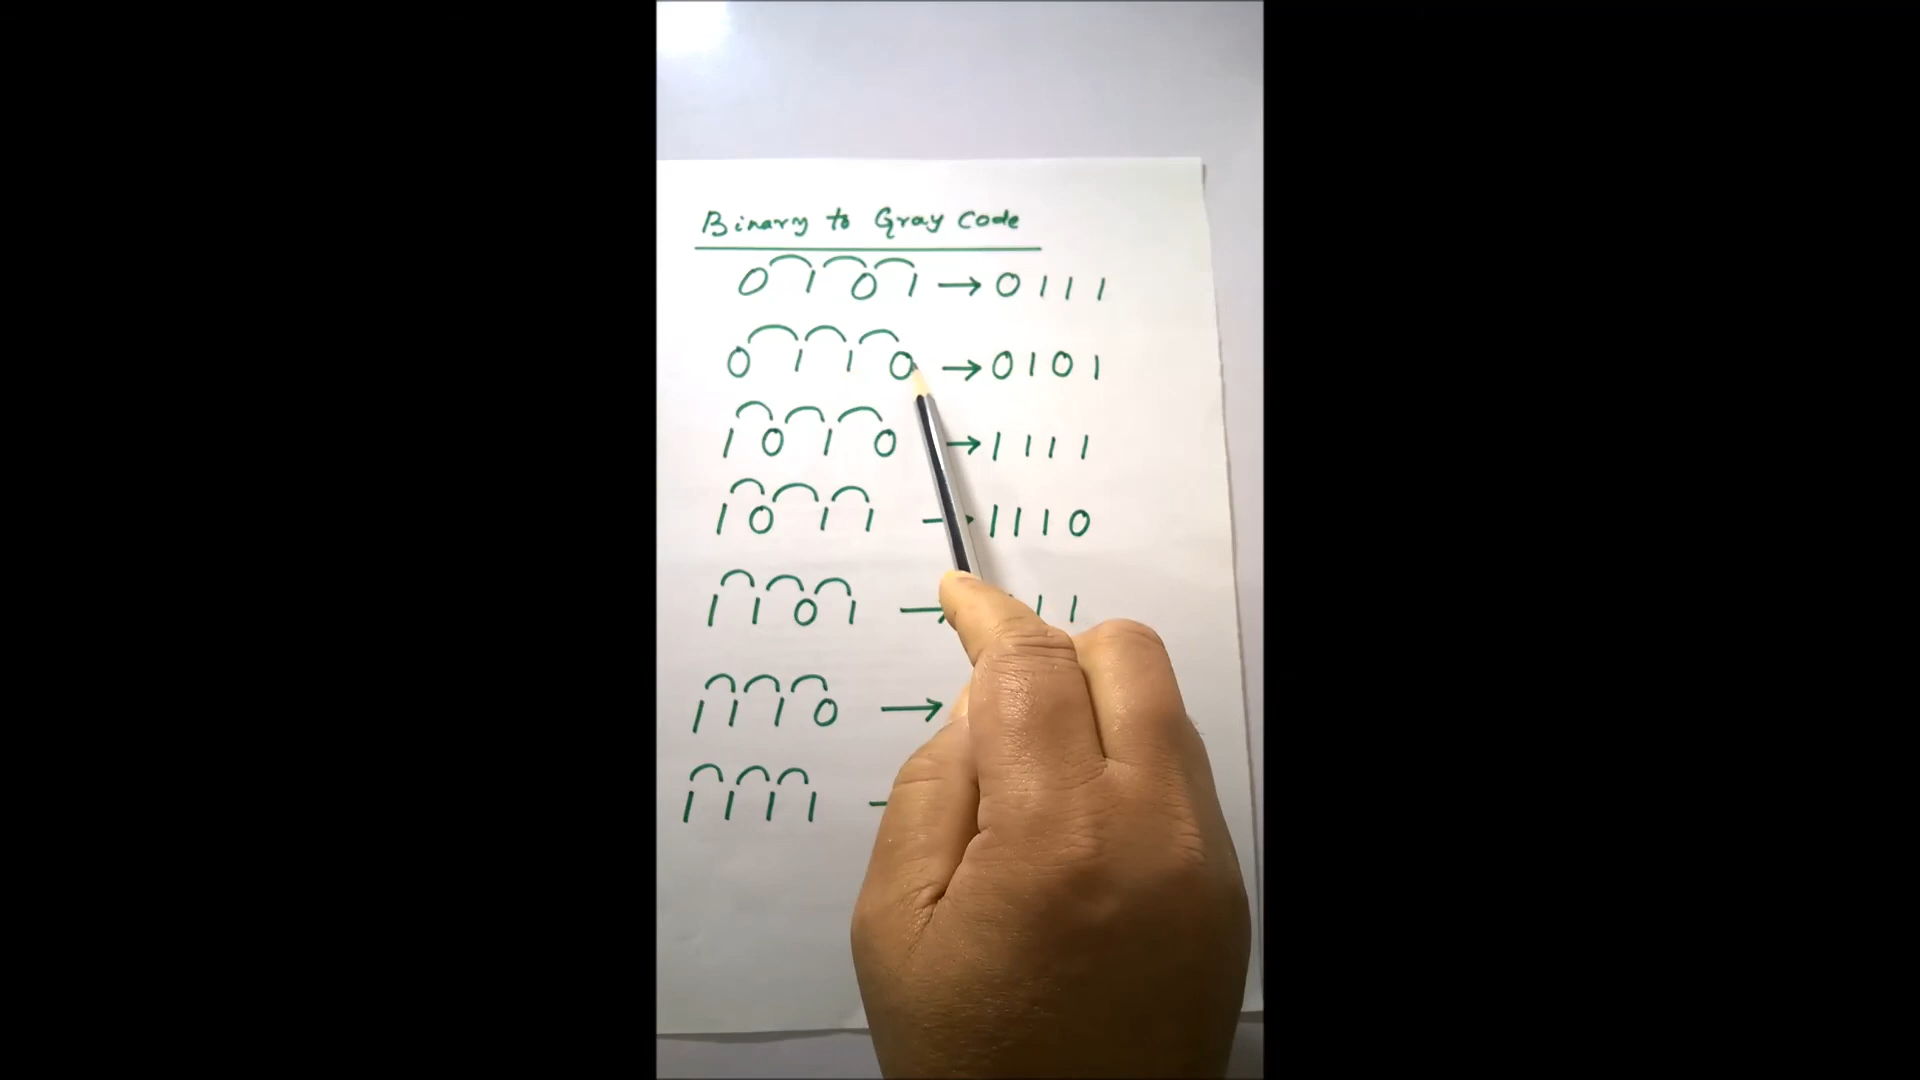 Binary to Gray Code
0 1 0 1 → 0 1 1 1
0 1 1 0 → 0 1 0 1
1 0 1 0 → 1 1 1 1
1 0 1 1 → 1 1 1 0
1 1 0 1 → 1 1
1 1 1 0 →
1 1 1 1